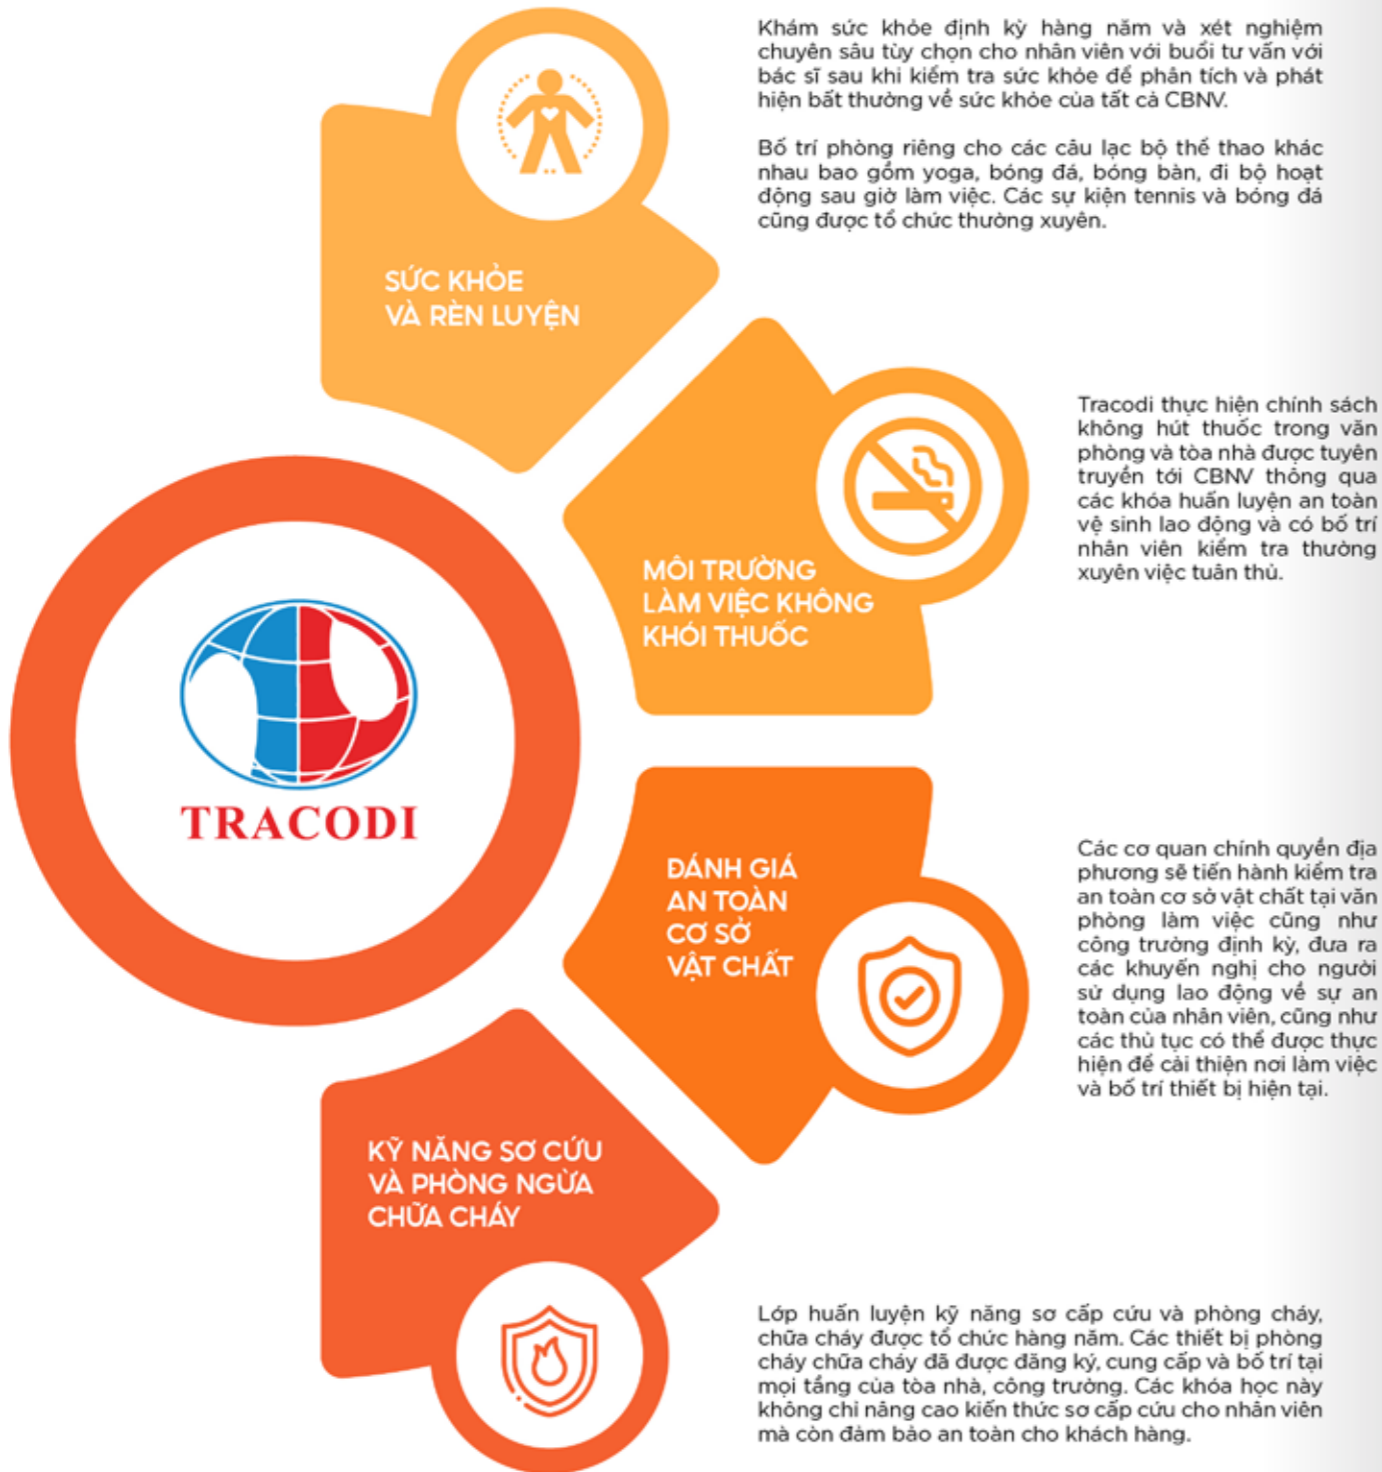 Khám sức khỏe định kỳ hàng năm và xét nghiệm
chuyên sâu tùy chọn cho nhân viên với buổi tư vấn với
bác sĩ sau khi kiểm tra sức khỏe để phân tích và phát
hiện bất thường về sức khỏe của tất cả CBNV.
Bố trí phòng riêng cho các câu lạc bộ thể thao khác
nhau bao gồm yoga, bóng đá, bóng bàn, đi bộ hoạt
động sau giờ làm việc. Các sự kiện tennis và bóng đá
cũng được tổ chức thường xuyên.
SỨC KHỎE
VÀ RÈN LUYỆN
Tracodi thực hiện chính sách
không hút thuốc trong văn
phòng và tòa nhà được tuyên
truyền tới CBNV thông qua
các khóa huấn luyện an toàn
vệ sinh lao động và có bố trí
nhân viên kiểm tra thường
xuyên việc tuân thủ.
MÔI TRƯỜNG
LÀM VIỆC KHÔNG
KHÓI THUỐC
TRACODI
ĐÁNH GIÁ
AN TOÀN
CƠ SỞ
VẬT CHẤT
Các cơ quan chính quyền địa
phương sẽ tiến hành kiểm tra
an toàn cơ sở vật chất tại văn
phòng làm việc cũng như
công trường định kỳ, đưa ra
các khuyến nghị cho người
sử dụng lao động về sự an
toàn của nhân viên, cũng như
các thủ tục có thể được thực
hiện để cải thiện nơi làm việc
và bố trí thiết bị hiện tại.
KỸ NĂNG SƠ CỨU
VÀ PHÒNG NGỪA
CHỮA CHÁY
Lớp huấn luyện kỹ năng sơ cấp cứu và phòng cháy,
chữa cháy được tổ chức hàng năm. Các thiết bị phòng
cháy chữa cháy đã được đăng ký, cung cấp và bố trí tại
mọi tầng của tòa nhà, công trường. Các khóa học này
không chỉ nâng cao kiến thức sơ cấp cứu cho nhân viên
mà còn đảm bảo an toàn cho khách hàng.